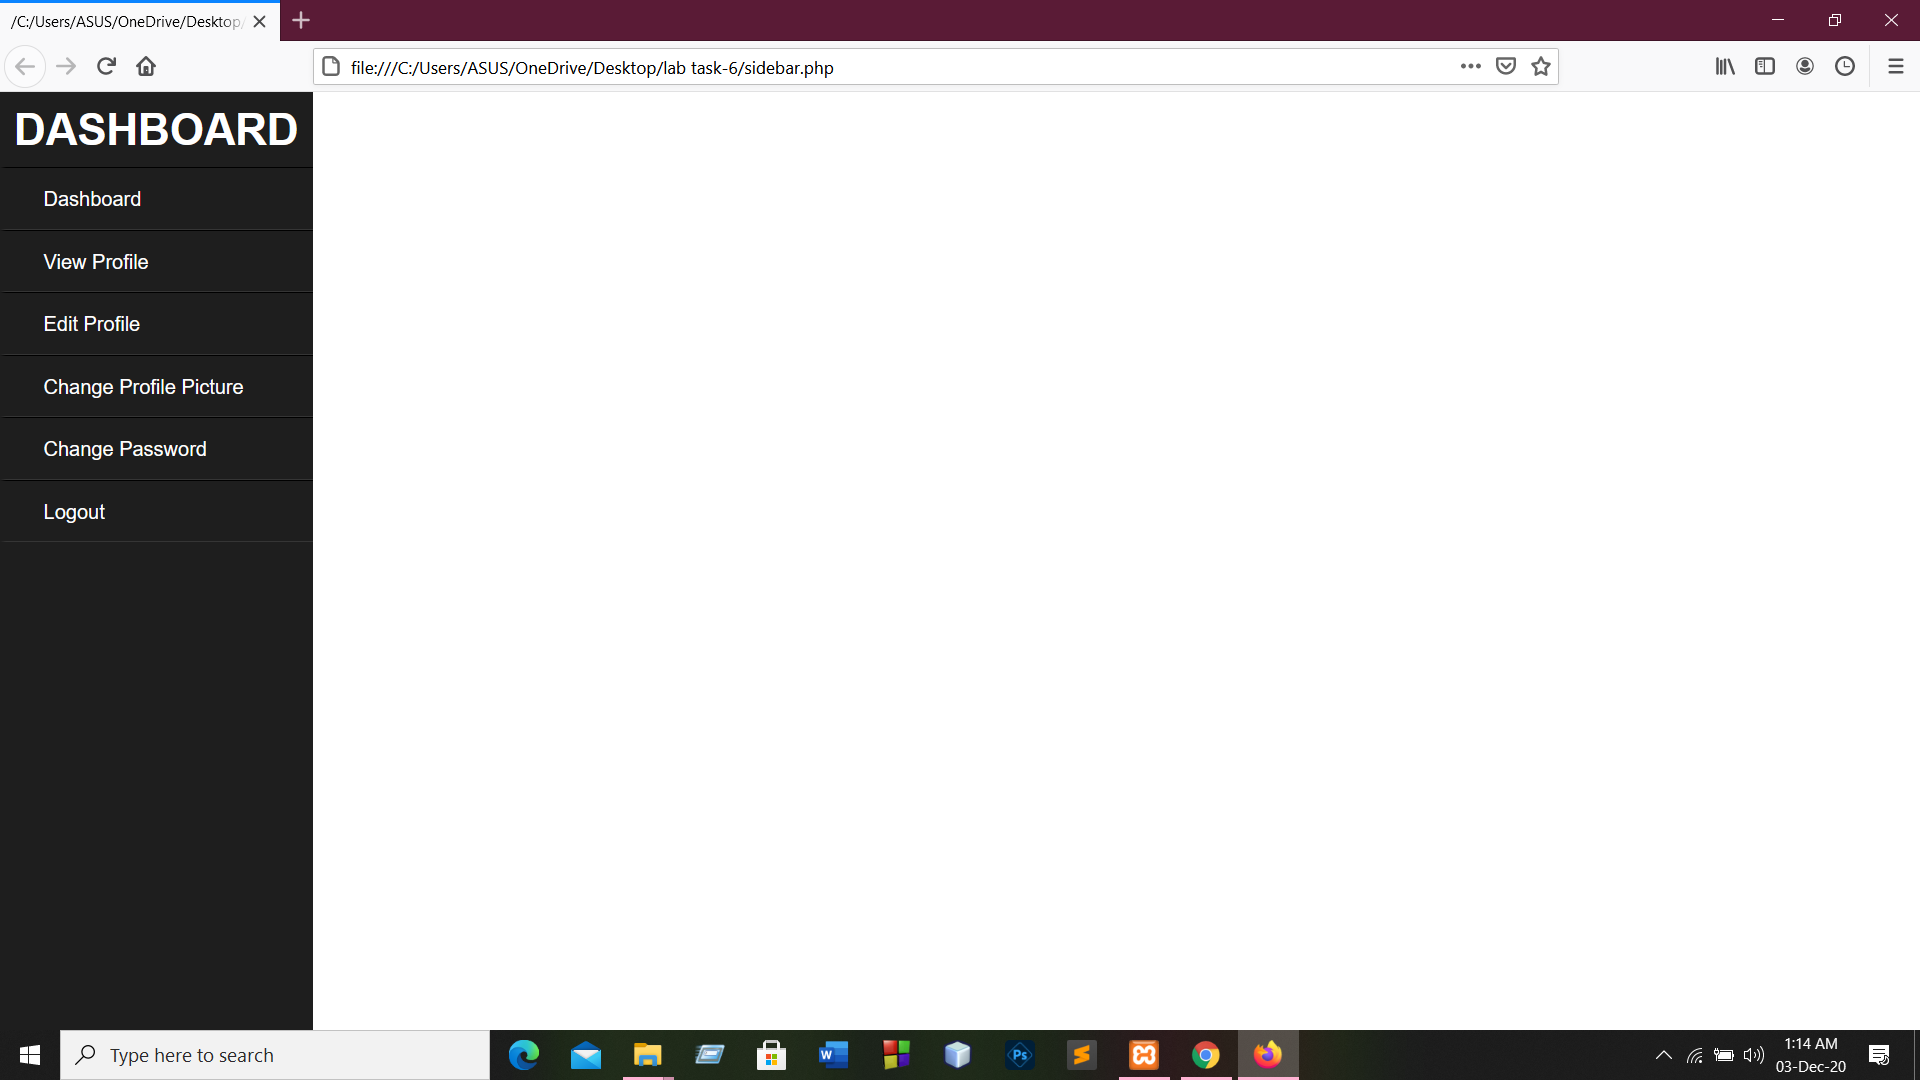 /C:/Users/ASUS/OneDrive/Desktop/
file:///C:/Users/ASUS/OneDrive/Desktop/lab task-6/sidebar.php
DASHBOARD
Dashboard
View Profile
Edit Profile
Change Profile Picture
Change Password
Logout
Type here to search
W
Ps
1:14 AM
03-Dec-20